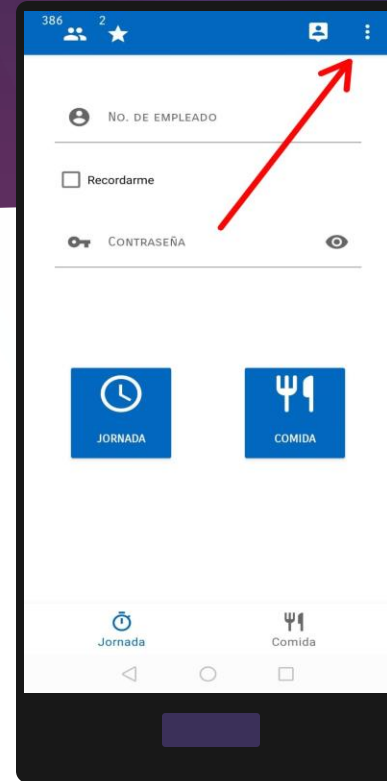 386 2
No. de empleado
Recordarme
Contraseña
JORNADA
COMIDA
Jornada
Comida